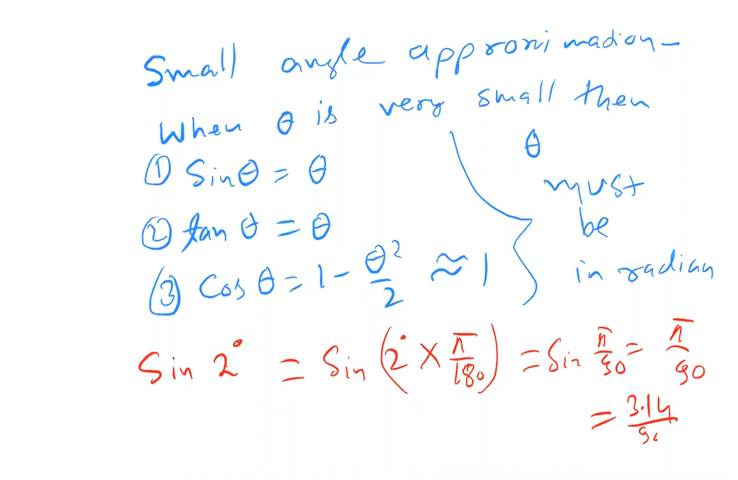 Small angle approximation -
When θ is very small then
① Sinθ = θ
② tan θ = θ
③ Cos θ = 1 - θ²/2 ≈ 1
θ
must
be
in radian
Sin 2° = Sin (2° × π/180) = Sin π/90 = π/90
= 3.14/90